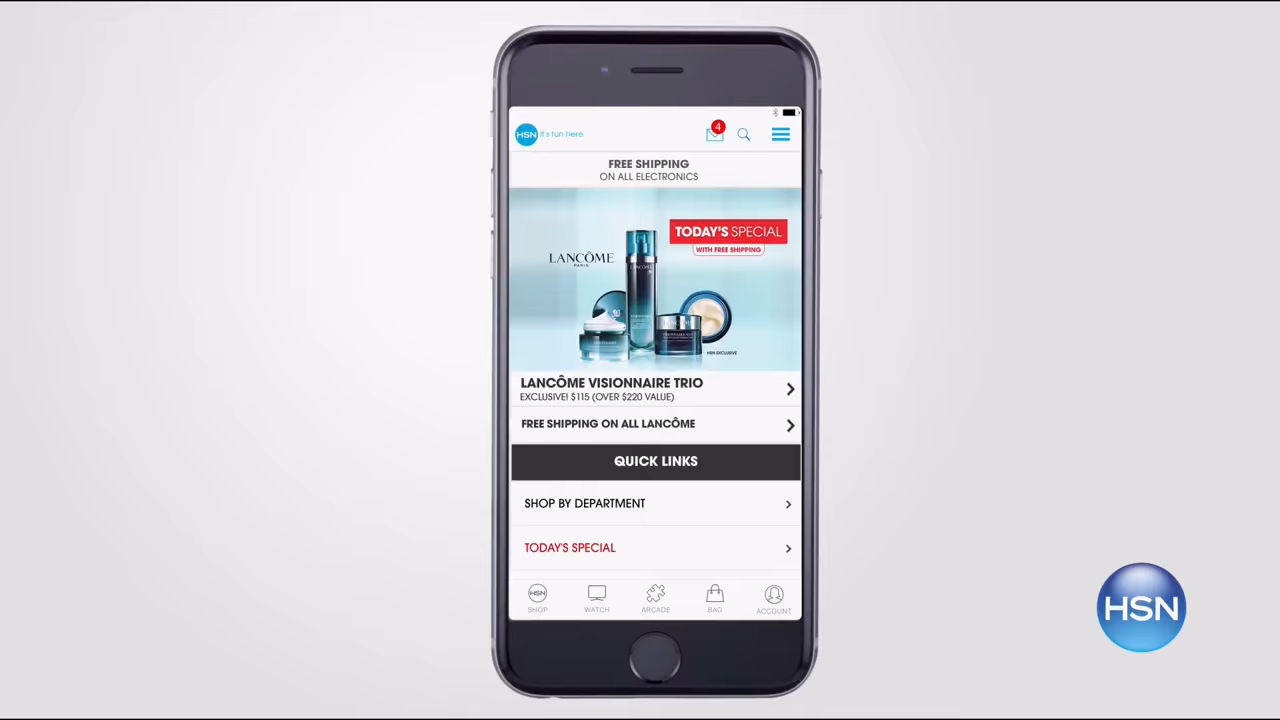 HSN it's fun here
4
FREE SHIPPING
ON ALL ELECTRONICS
TODAY'S SPECIAL
WITH FREE SHIPPING
LANCÔME
PARIS
LANCÔME
HSN EXCLUSIVE
LANCÔME VISIONNAIRE TRIO
EXCLUSIVE! $115 (OVER $220 VALUE)
FREE SHIPPING ON ALL LANCÔME
QUICK LINKS
SHOP BY DEPARTMENT
TODAY'S SPECIAL
HSN
SHOP
WATCH
ARCADE
BAG
ACCOUNT
HSN